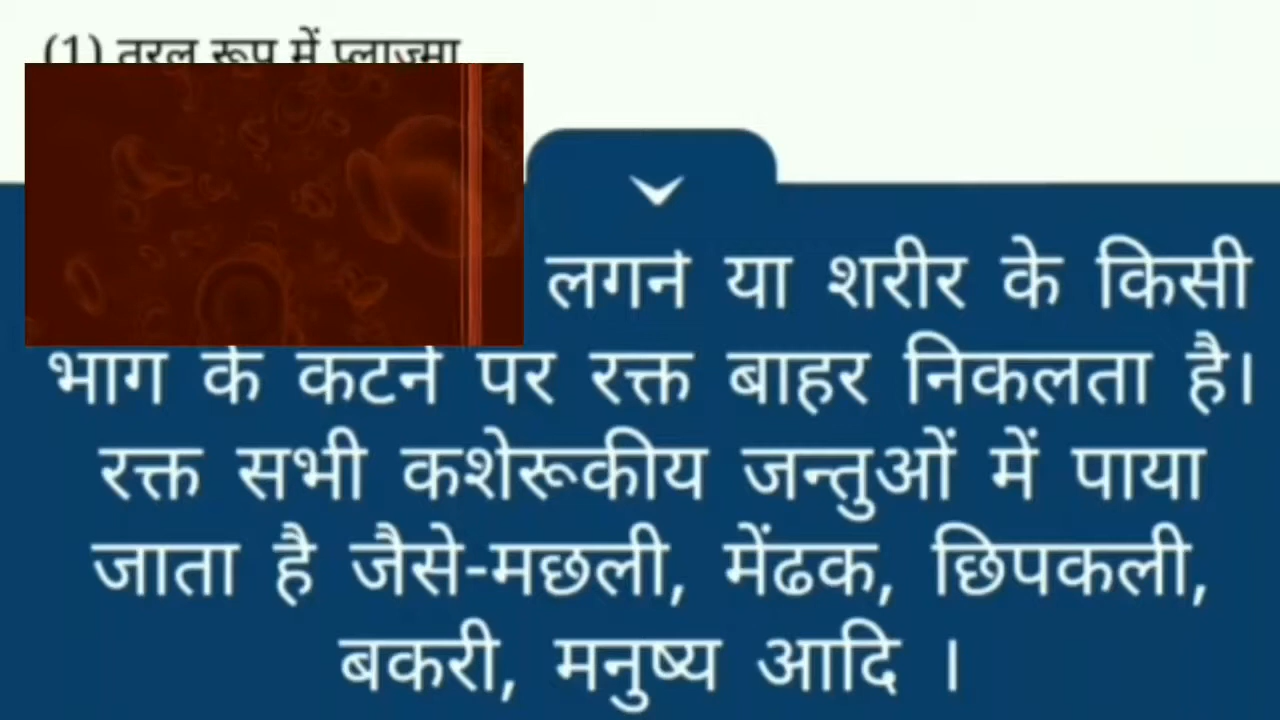 (1) तरल रूप में प्लाज्मा
लगने या शरीर के किसी
भाग के कटने पर रक्त बाहर निकलता है।
रक्त सभी कशेरूकीय जन्तुओं में पाया
जाता है जैसे-मछली, मेंढक, छिपकली,
बकरी, मनुष्य आदि ।